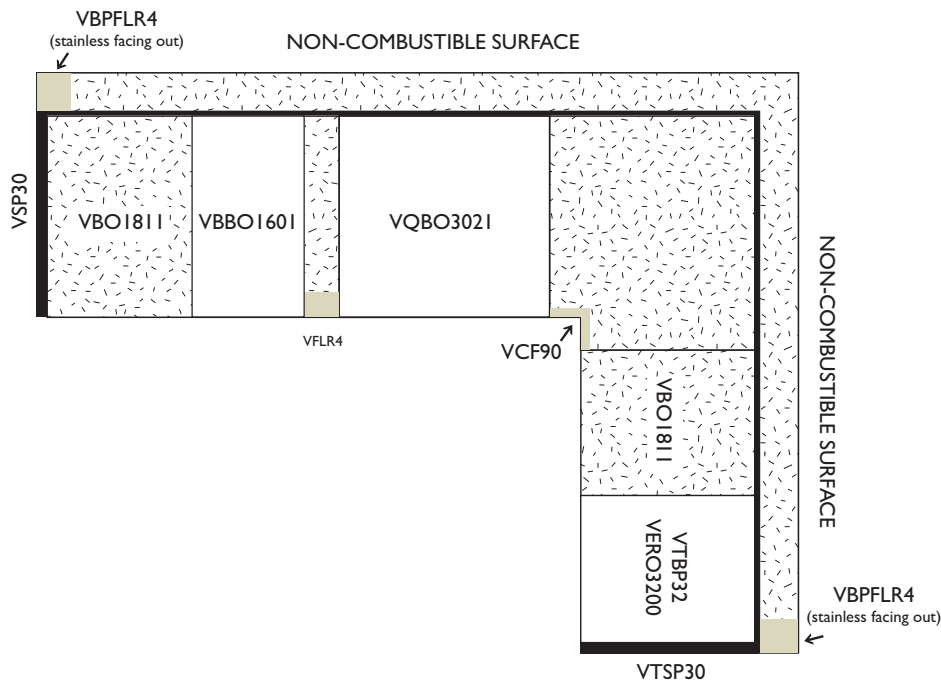 VBPFLR4
(stainless facing out)
NON-COMBUSTIBLE SURFACE
VSP30
VBO1811
VBBO1601
VQBO3021
VFLR4
VCF90
NON-COMBUSTIBLE SURFACE
VBO1811
VTBP32
VERO3200
VBPFLR4
(stainless facing out)
VTSP30